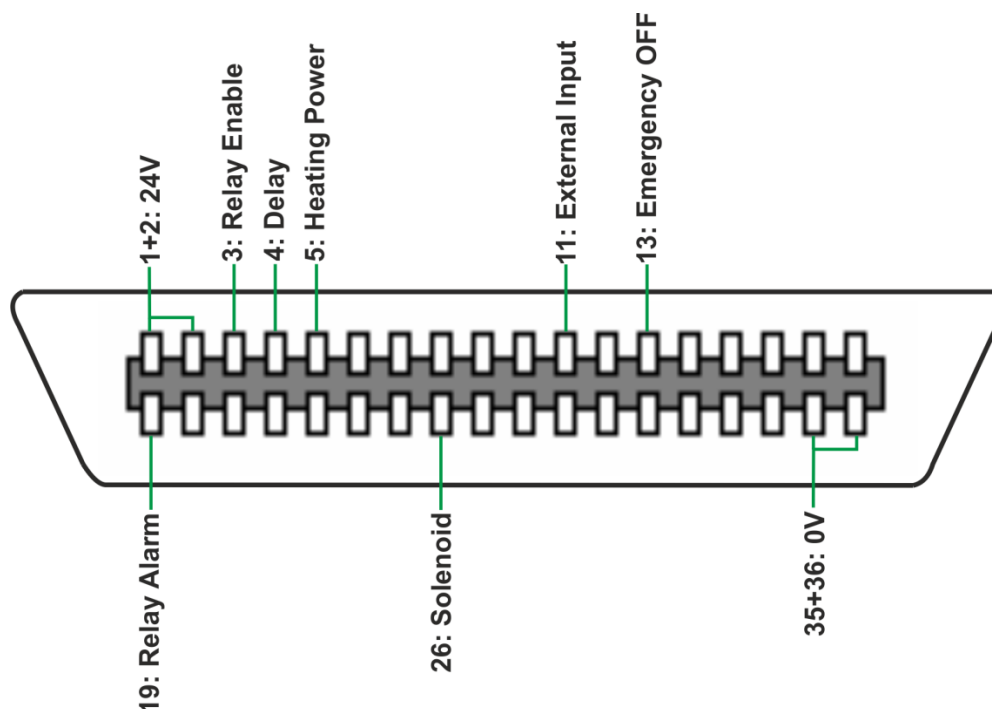 1+2: 24V
3: Relay Enable
4: Delay
5: Heating Power
11: External Input
13: Emergency OFF
19: Relay Alarm
26: Solenoid
35+36: 0V